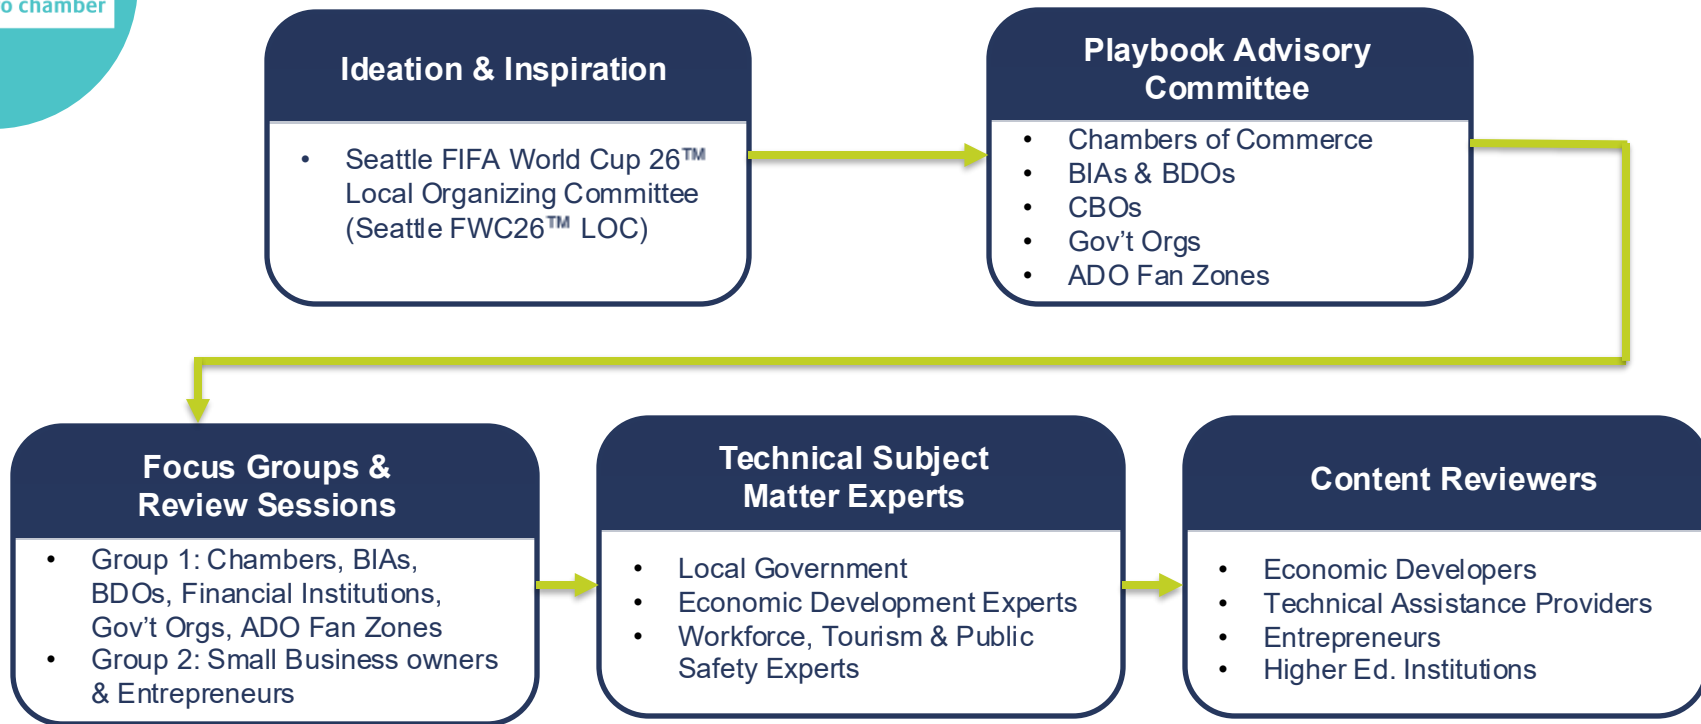 o chamber
Ideation & Inspiration
• Seattle FIFA World Cup 26™
Local Organizing Committee
(Seattle FWC26™ LOC)
Playbook Advisory
Committee
• Chambers of Commerce
• BIAs & BDOs
• CBOs
• Gov’t Orgs
• ADO Fan Zones
Focus Groups &
Review Sessions
• Group 1: Chambers, BIAs,
BDOs, Financial Institutions,
Gov’t Orgs, ADO Fan Zones
• Group 2: Small Business owners
& Entrepreneurs
Technical Subject
Matter Experts
• Local Government
• Economic Development Experts
• Workforce, Tourism & Public
Safety Experts
Content Reviewers
• Economic Developers
• Technical Assistance Providers
• Entrepreneurs
• Higher Ed. Institutions